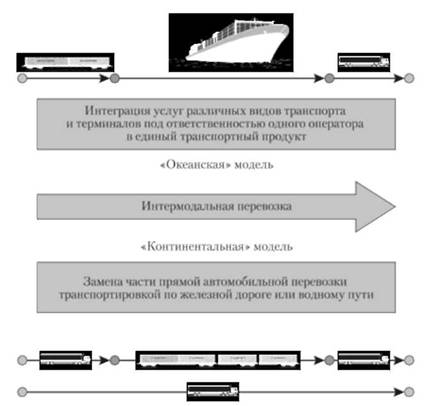 Интеграция услуг различных видов транспорта
и терминалов под ответственностью одного оператора
в единый транспортный продукт
«Океанская» модель
Интермодальная перевозка
«Континентальная» модель
Замена части прямой автомобильной перевозки
транспортировкой по железной дороге или водному пути